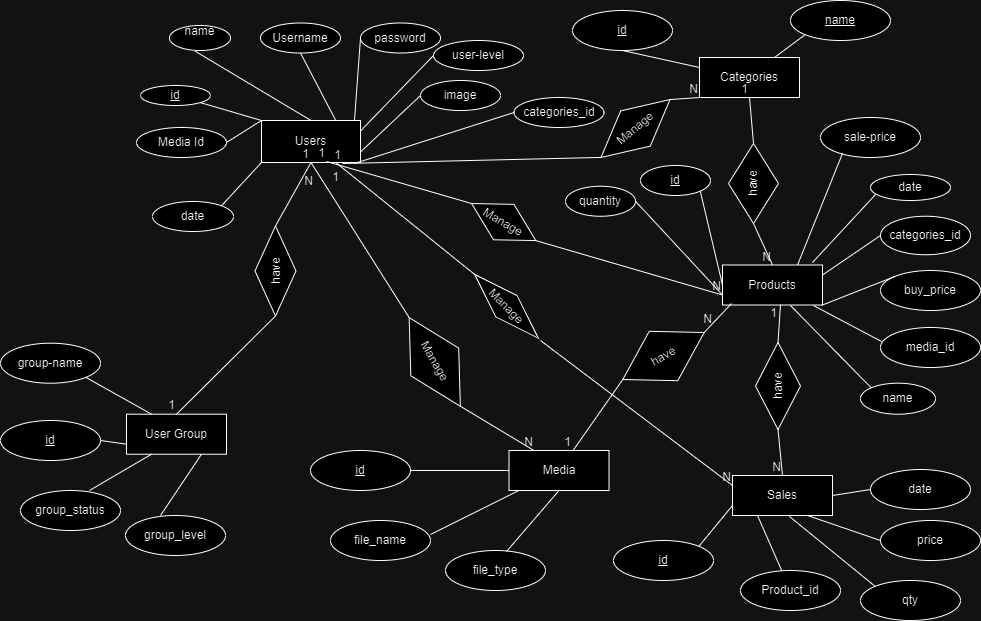 name
Username
password
user-level
image
categories_id
id
Media Id
date
Users
1
1
1
1
N
id
name
Categories
N
1
Manage
have
N
sale-price
date
categories_id
buy_price
media_id
name
id
quantity
Products
N
N
1
Manage
Manage
Manage
have
have
have
group-name
id
group_status
group_level
User Group
1
N
1
Media
id
file_name
file_type
N
N
Sales
id
Product_id
date
price
qty